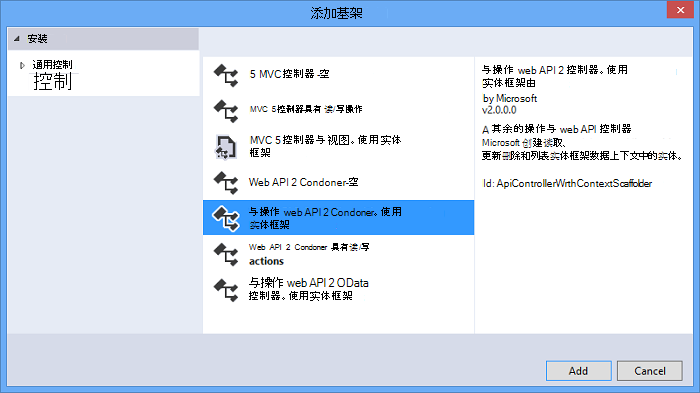 添加基架
安装
通用控制
控制
5 MVC控制器-空
MVC 5控制器具有 读/写操作
MVC 5控制器与视图。使用实体
框架
Web API 2 Condoner-空
与操作 web API 2 Condoner。使用
实体框架
Web API 2 Condoner 具有读/写
actions
与操作 web API 2 OData
控制器。使用实体框架
与操作 web API 2 控制器。使用
实体框架由
by Microsoft
v2.0.0.0
A 其余的操作与 web API 控制器
Microsoft 创建读取、
更新删除和列表实体框架数据上下文中的实体。
Id: ApiControllerWrthContextScaffolder
Add
Cancel